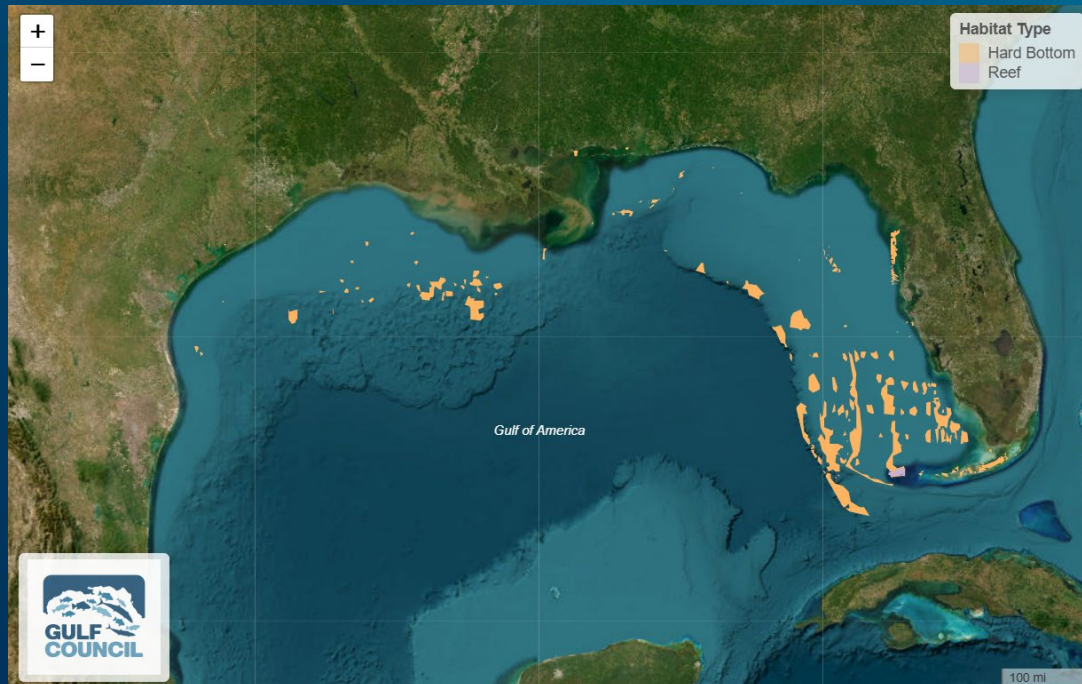 +
−
Habitat Type
Hard Bottom
Reef
Gulf of America
GULF
COUNCIL
100 mi